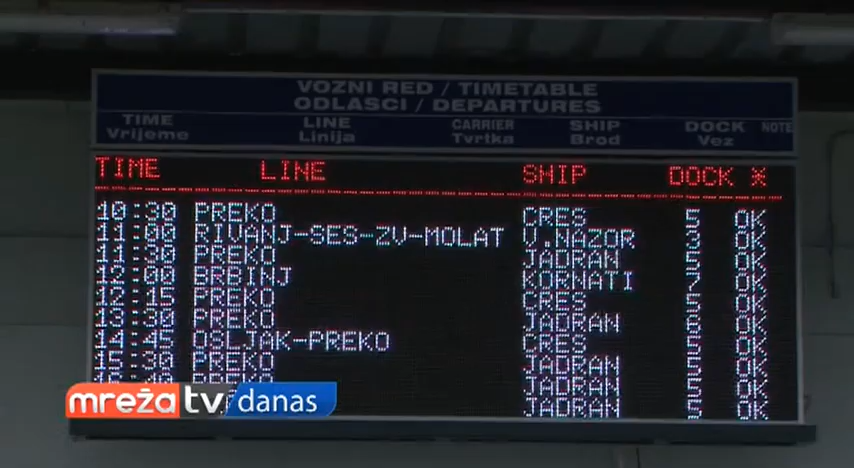 VOZNI RED / TIMETABLE
ODLASCI / DEPARTURES
TIME LINE CARRIER SHIP DOCK NOTE
Vrijeme Linija Tvrtka Brod Vez
TIME LINE SHIP DOCK X
10:30 PREKO CRES 5 OK
11:00 RIVANJ-SES-ZV-MOLAT V.NAZOR 3 OK
11:30 PREKO JADRAN 5 OK
12:00 BRBINJ KORNATI 7 OK
12:15 PREKO CRES 5 OK
13:30 PREKO JADRAN OK
14:45 OSLJAK-PREKO CRES 5 OK
15:30 PREKO JADRAN 5 OK
PREKO JADRAN 5 OK
JADRAN 5 OK
mreža tv danas